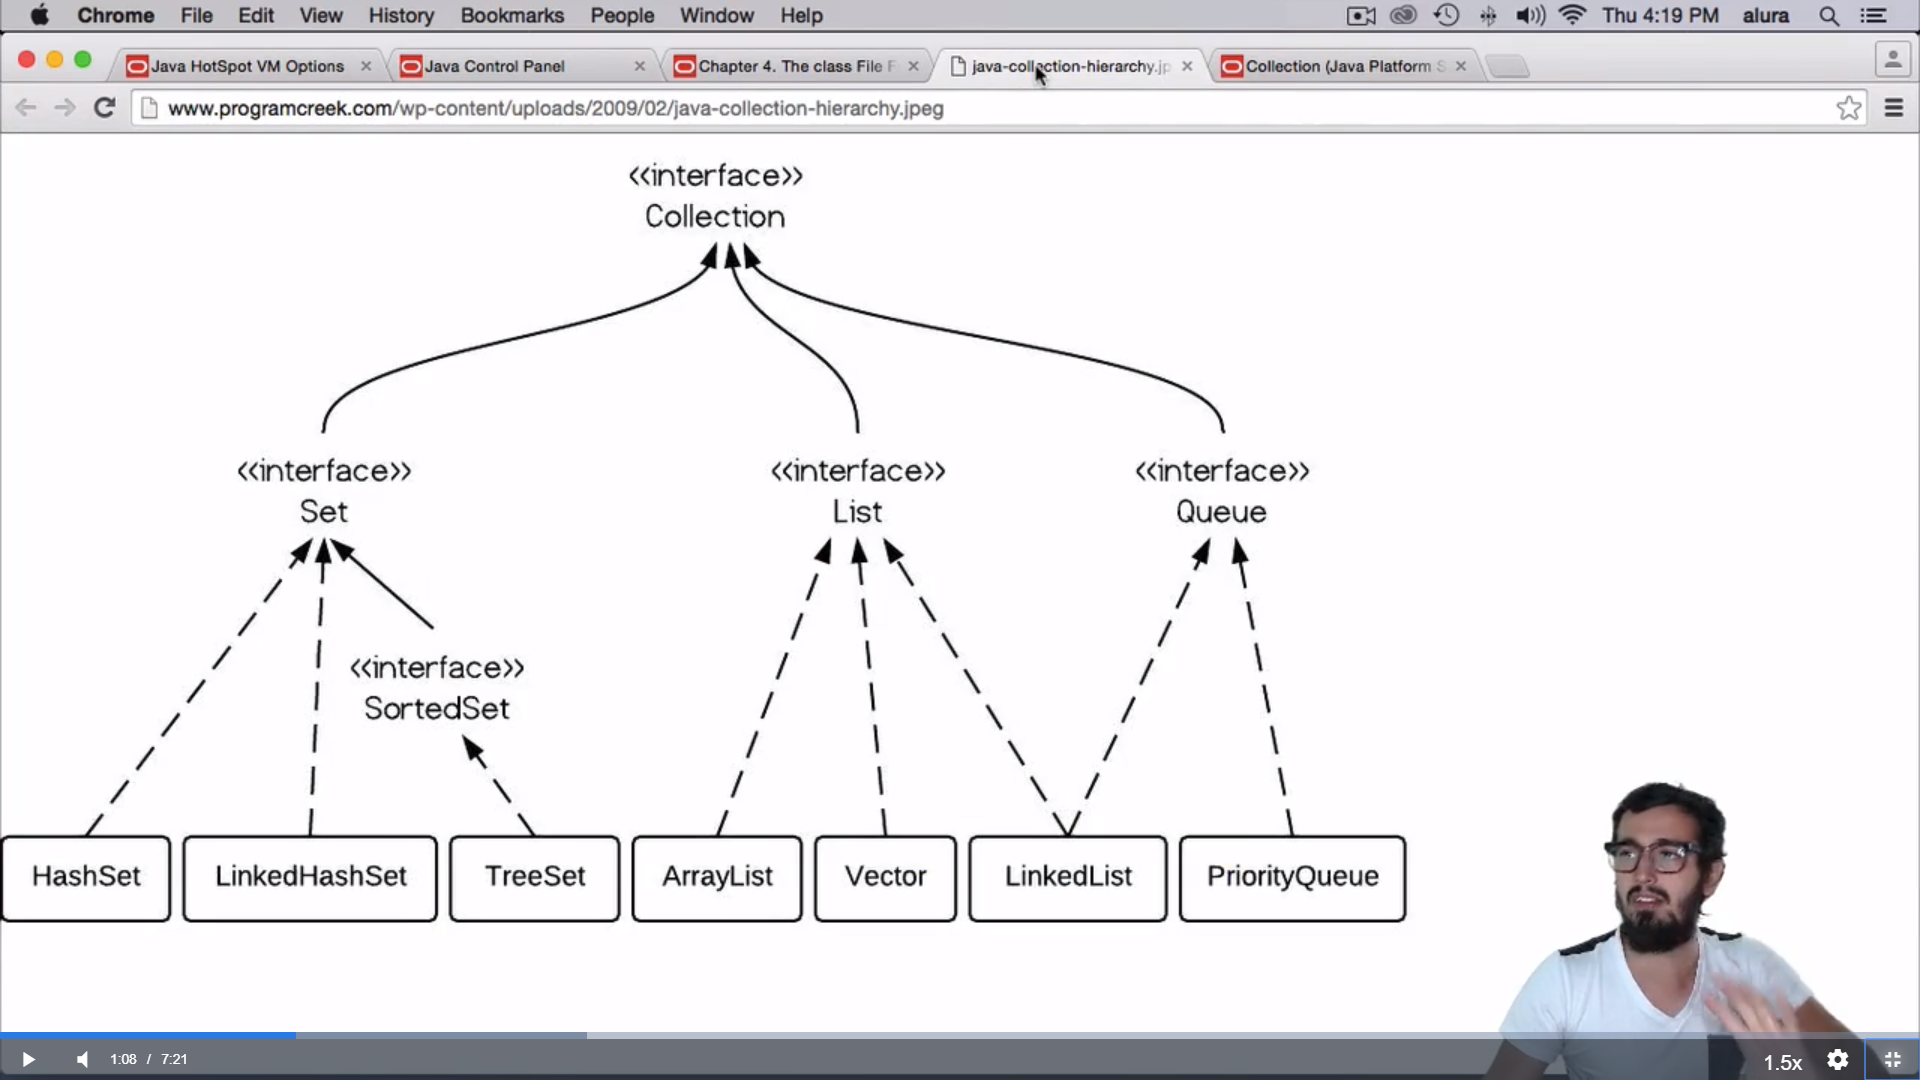 Chrome File Edit View History Bookmarks People Window Help Thu 4:19 PM alura
Java HotSpot VM Options Java Control Panel Chapter 4. The class File F java-collection-hierarchy.jp Collection (Java Platform S
www.programcreek.com/wp-content/uploads/2009/02/java-collection-hierarchy.jpeg
<<interface>>
Collection
<<interface>> <<interface>> <<interface>>
Set List Queue
<<interface>>
SortedSet
HashSet LinkedHashSet TreeSet ArrayList Vector LinkedList PriorityQueue
1:08 / 7:21 1.5x